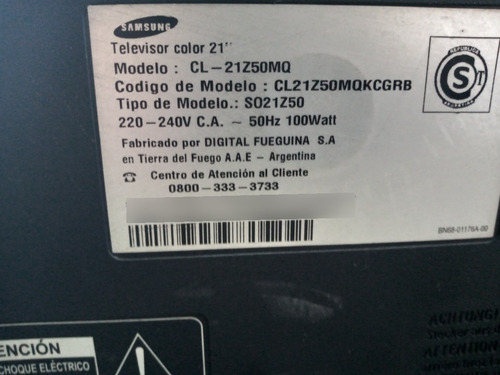 SAMSUNG
Televisor color 21''
Modelo : CL-21Z50MQ
Codigo de Modelo : CL21Z50MQKCGRB
Tipo de Modelo.: SO21Z50
220-240V C.A. ~ 50Hz 100Watt
Fabricado por DIGITAL FUEGUINA S.A
en Tierra del Fuego A.A.E - Argentina
☎ Centro de Atención al Cliente
0800-333-3733
REPUBLICA
S T
ARGENTINA
BN68-01176A-00
ACHTUNG
ENCIÓN
CHOQUE ELÉCTRICO